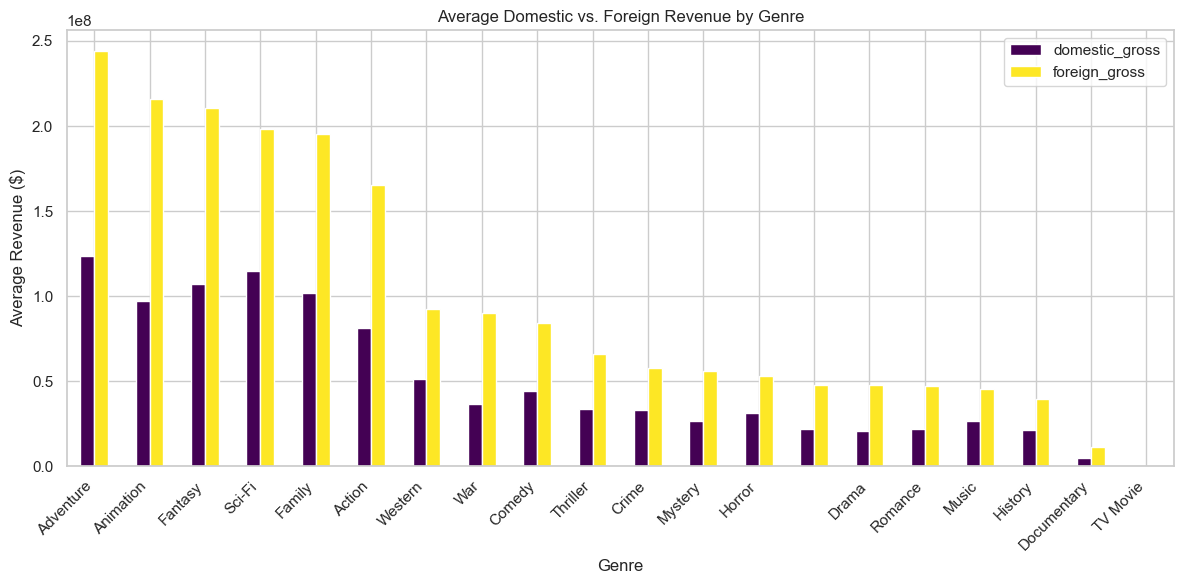 Average Domestic vs. Foreign Revenue by Genre
1e8
domestic_gross
foreign_gross
Average Revenue ($)
2.5
2.0
1.5
1.0
0.5
0.0
Adventure
Animation
Fantasy
Sci-Fi
Family
Action
Western
War
Comedy
Thriller
Crime
Mystery
Horror
Drama
Romance
Music
History
Documentary
TV Movie
Genre